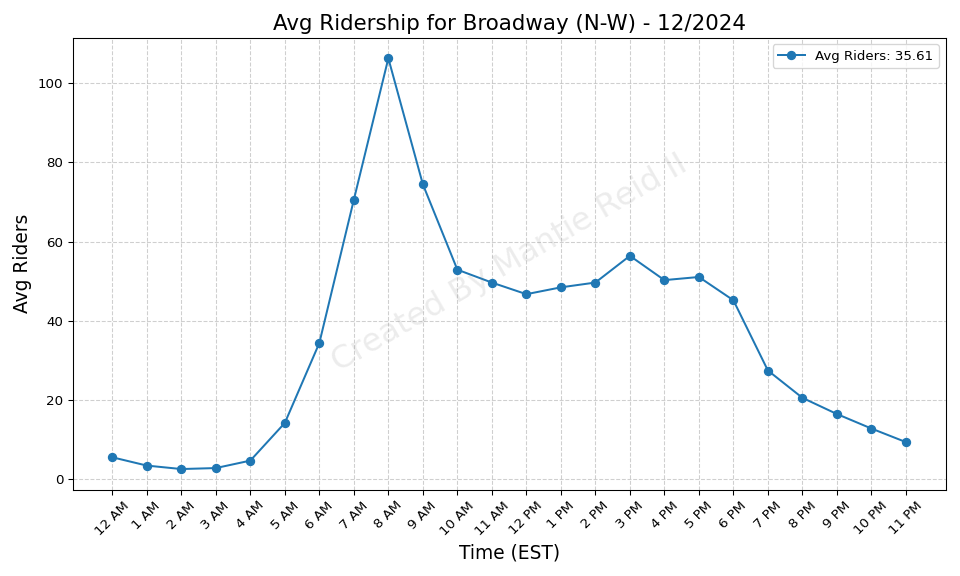 Avg Ridership for Broadway (N-W) - 12/2024
Avg Riders: 35.61
Avg Riders
100
80
60
40
20
0
Created By Mantie Reid II
12 AM
1 AM
2 AM
3 AM
4 AM
5 AM
6 AM
7 AM
8 AM
9 AM
10 AM
11 AM
12 PM
1 PM
2 PM
3 PM
4 PM
5 PM
6 PM
7 PM
8 PM
9 PM
10 PM
11 PM
Time (EST)